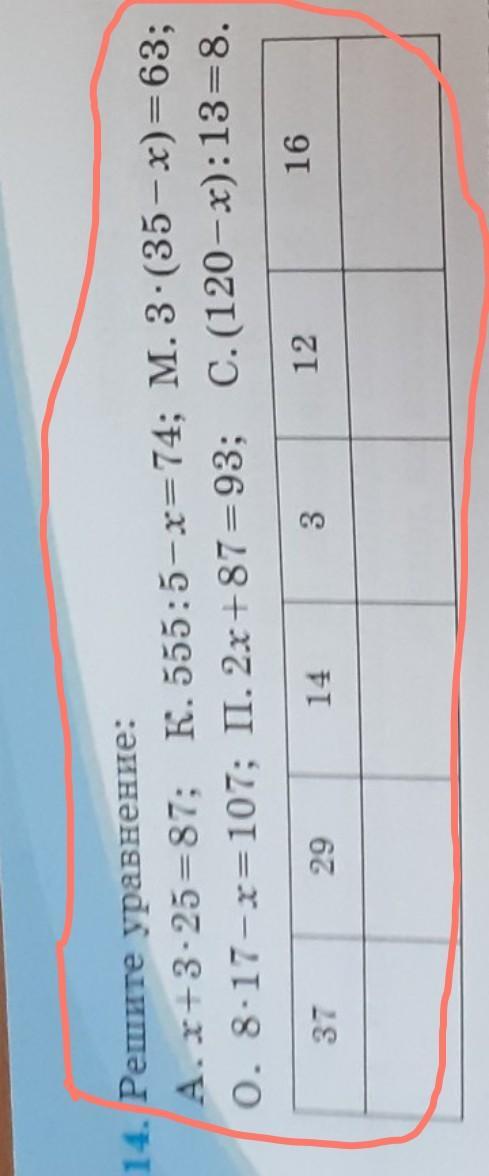 14. Решите уравнение:
А. x+3·25=87; К. 555:5-x=74; М. 3·(35-x)=63;
О. 8·17-x=107; П. 2x+87=93; С. (120-x):13=8.
37 29 14 3 12 16